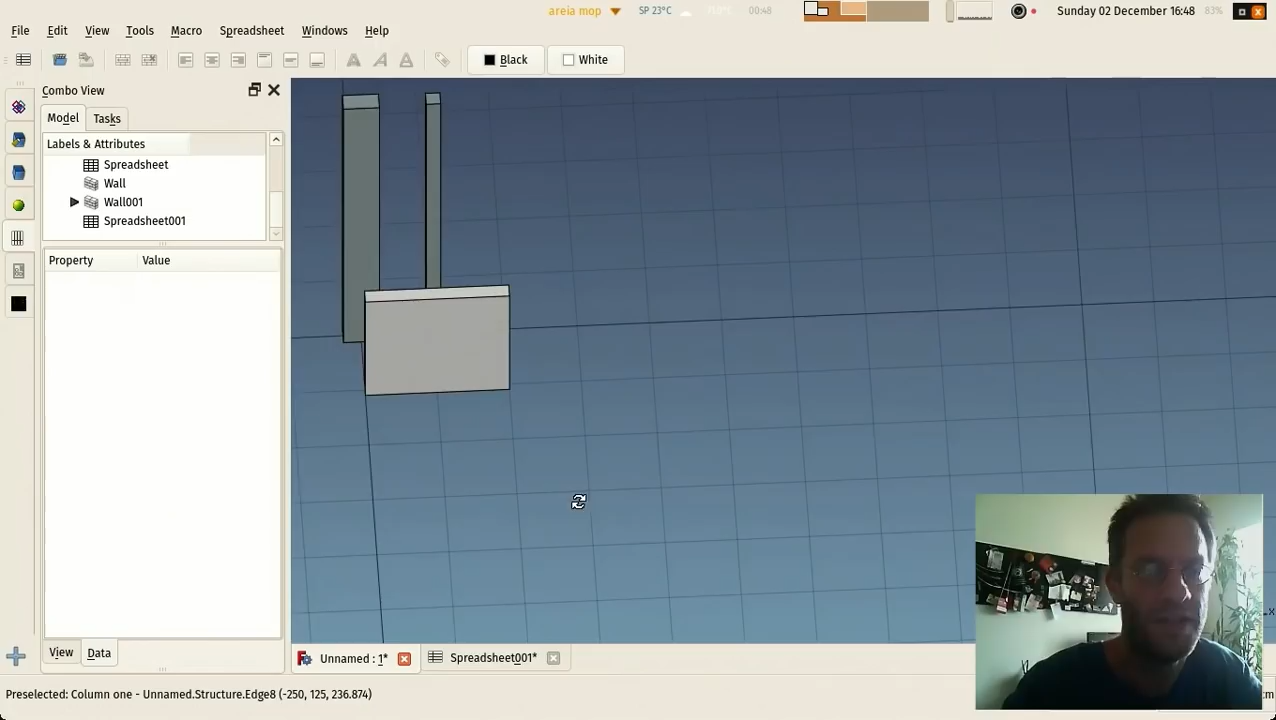 areia mop
SP 23°C
00:48
Sunday 02 December 16:48
83%
File Edit View Tools Macro Spreadsheet Windows Help
Black White
Combo View
Model Tasks
Labels & Attributes
Spreadsheet
Wall
Wall001
Spreadsheet001
Property Value
View Data
Unnamed : 1*
Spreadsheet001*
x
Preselected: Column one - Unnamed.Structure.Edge8 (-250, 125, 236.874)